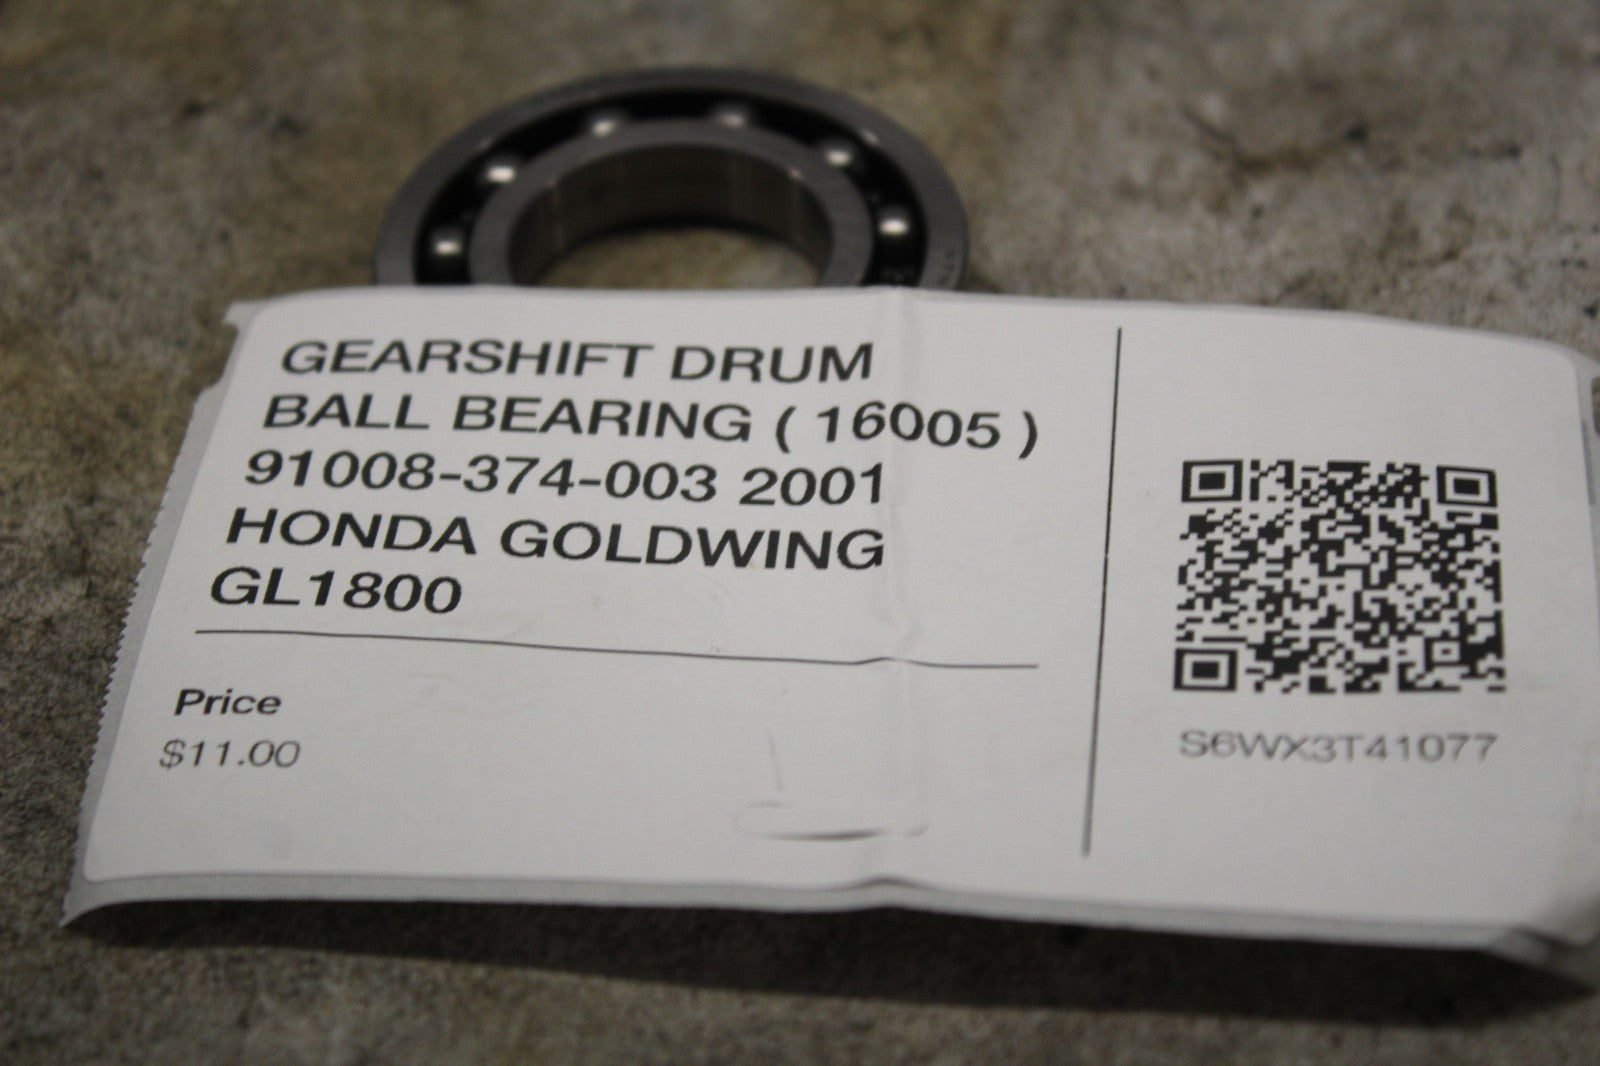 GEARSHIFT DRUM
BALL BEARING ( 16005 )
91008-374-003 2001
HONDA GOLDWING
GL1800
Price
$11.00
S6WX3T41077